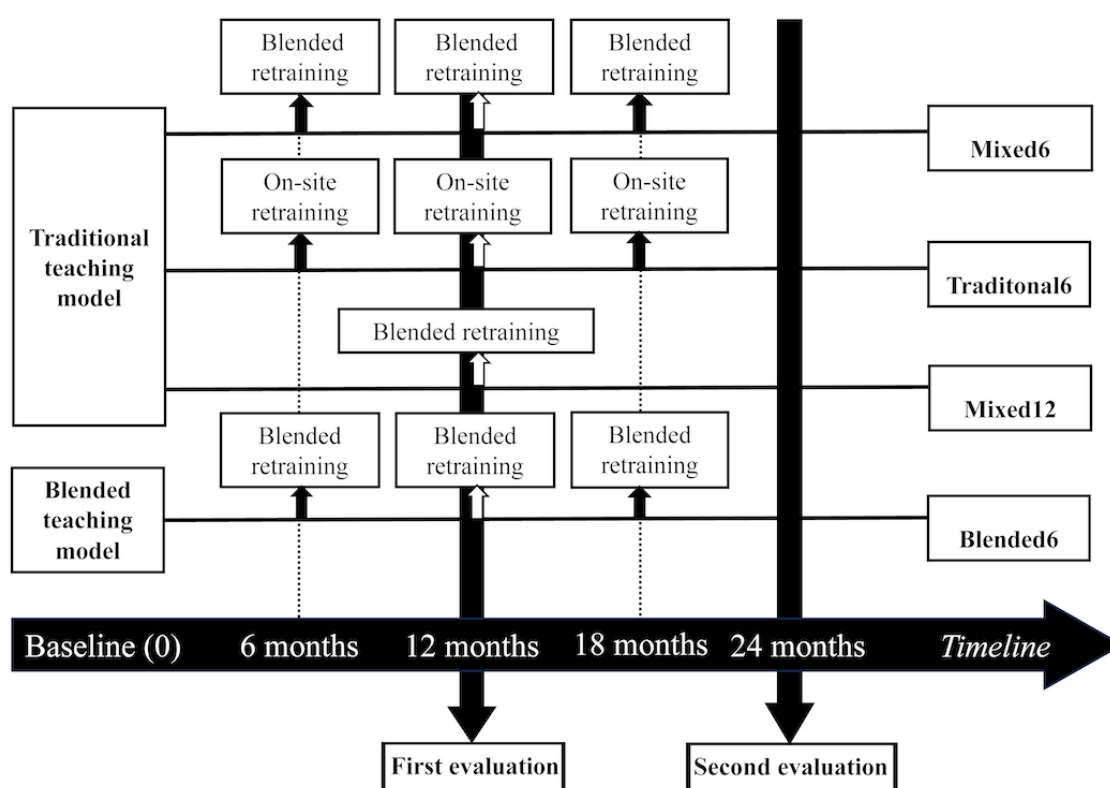 Blended
retraining
Blended
retraining
Blended
retraining
Mixed6
On-site
retraining
On-site
retraining
On-site
retraining
Traditional
teaching
model
Traditonal6
Blended retraining
Mixed12
Blended
retraining
Blended
retraining
Blended
retraining
Blended
teaching
model
Blended6
Baseline (0) 6 months 12 months 18 months 24 months Timeline
First evaluation
Second evaluation